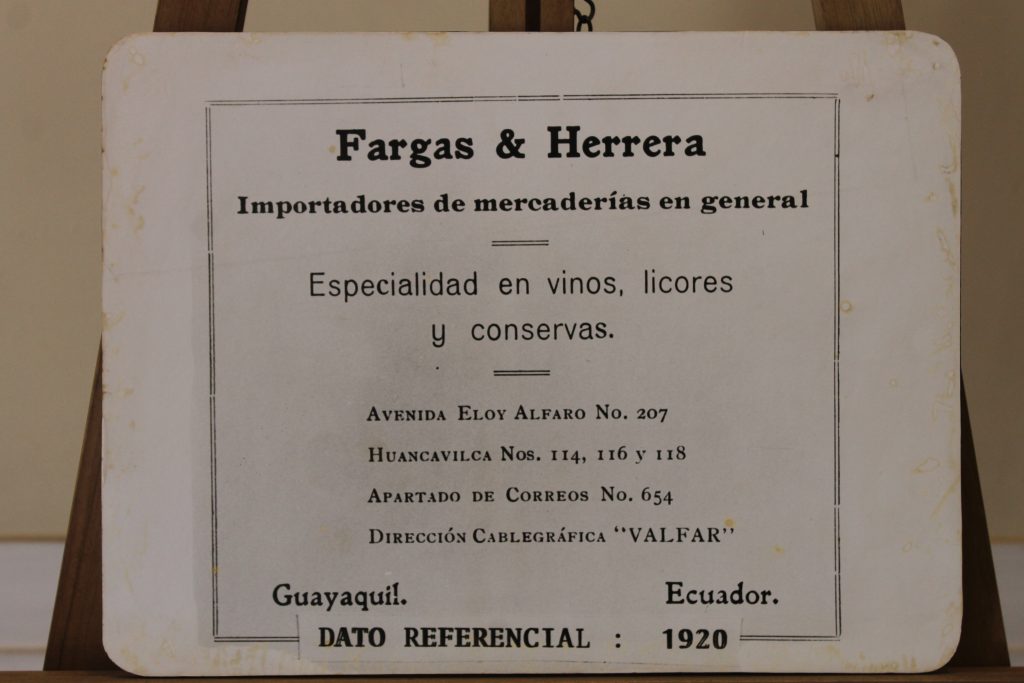 Fargas & Herrera
Importadores de mercaderías en general
Especialidad en vinos, licores
y conservas.
Avenida Eloy Alfaro No. 207
Huancavilca Nos. 114, 116 y 118
Apartado de Correos No. 654
Dirección Cablegráfica "VALFAR"
Guayaquil. Ecuador.
DATO REFERENCIAL : 1920